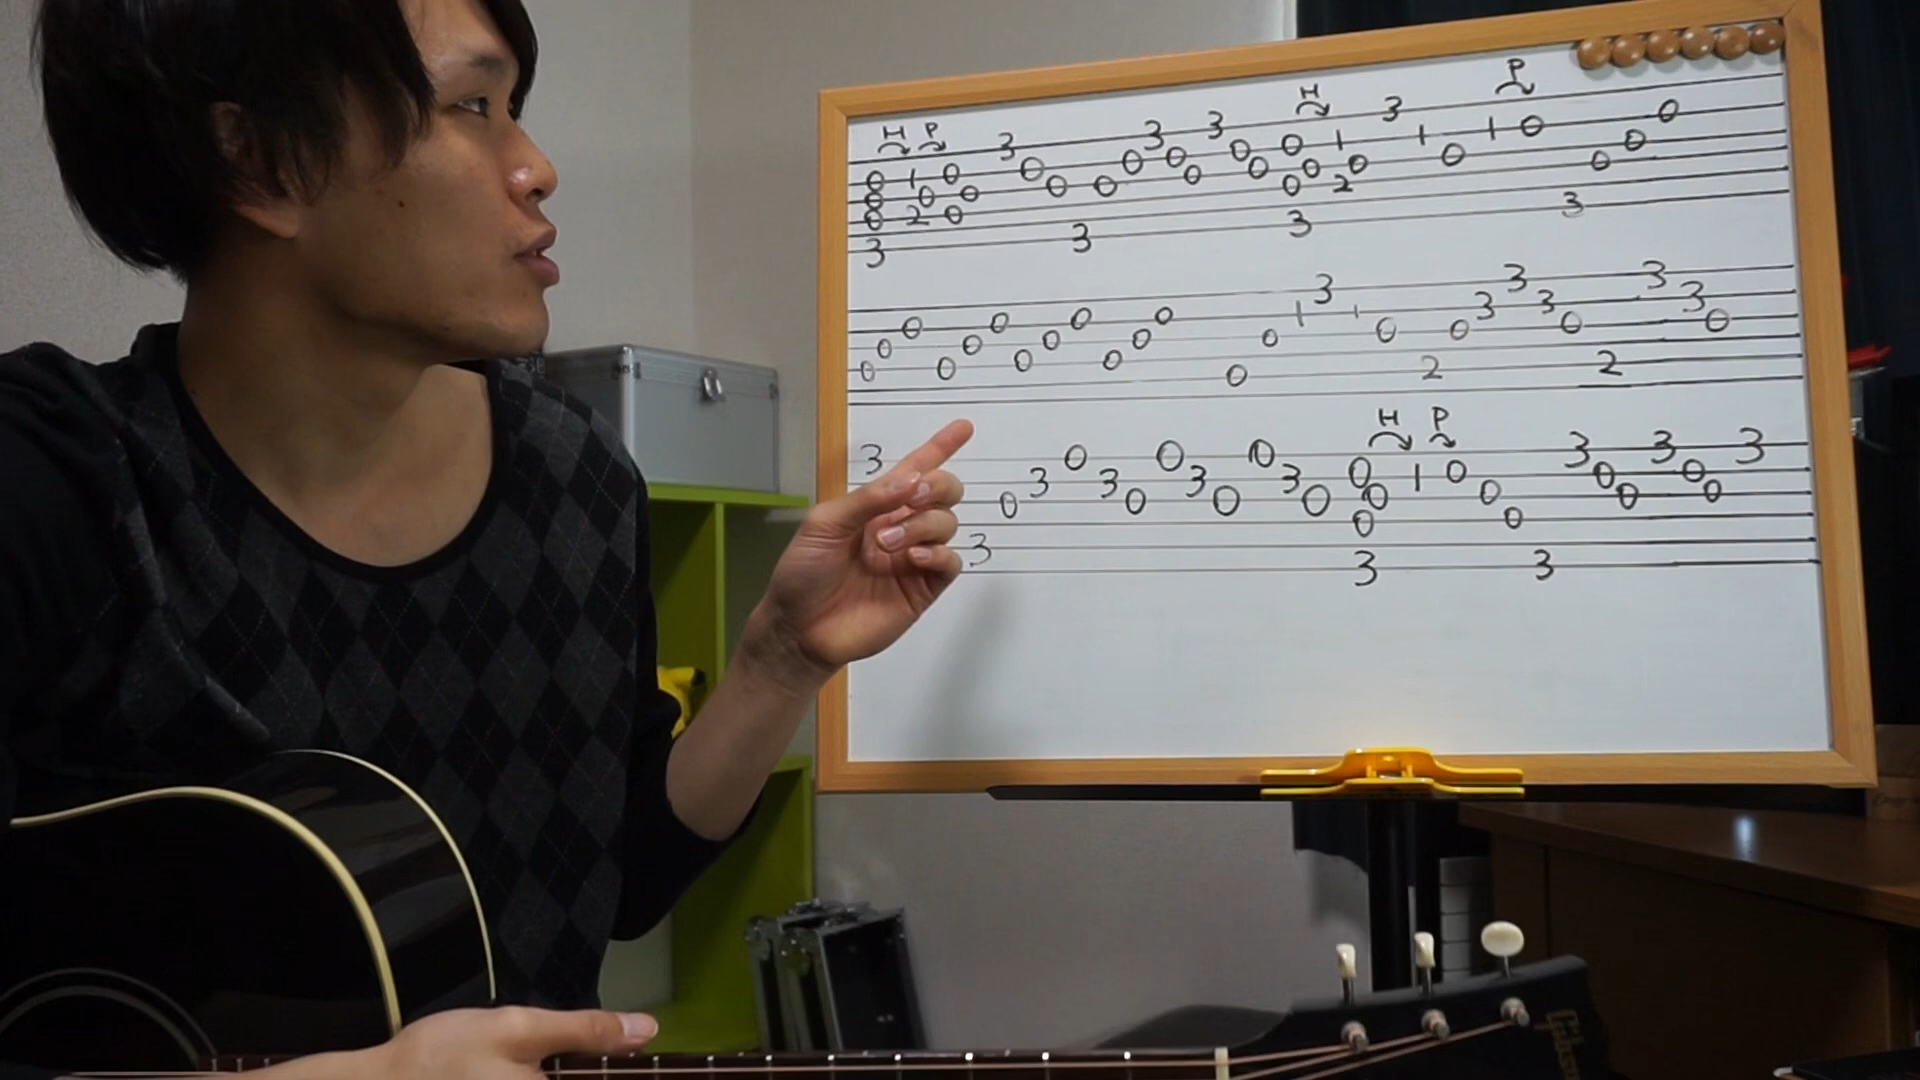 H P H P
3 3 3 3
0 1 0 0 0 0 0 0 1 1 1 0 0
0 0 0 0 0 0 0 0 0 0 0
0 2 0 0 2 0
3 3 3 3
3 3 3
0 0 0 0 1 1 3 3 3
0 0 0 0 0 0 0 0 0
0 0 0 0
0 2 2
H P
3 0 0 0 3 3 3
3 3 3 3 0 1 0 0 0
0 0 0 0 0 0 0 0
0 0
3
3 3